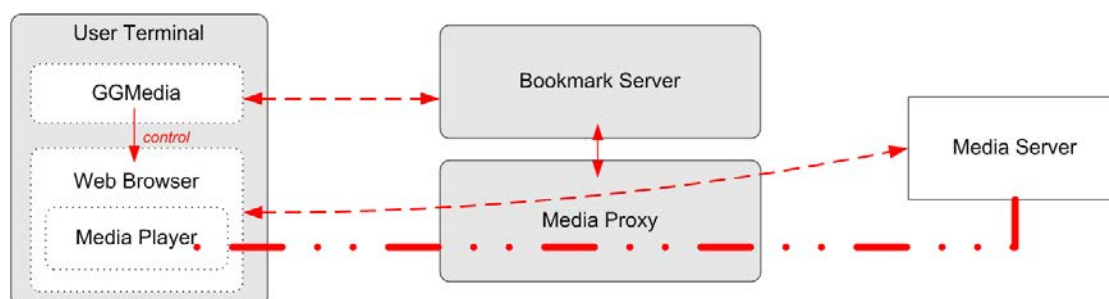 User Terminal
GGMedia
control
Web Browser
Media Player
Bookmark Server
Media Proxy
Media Server